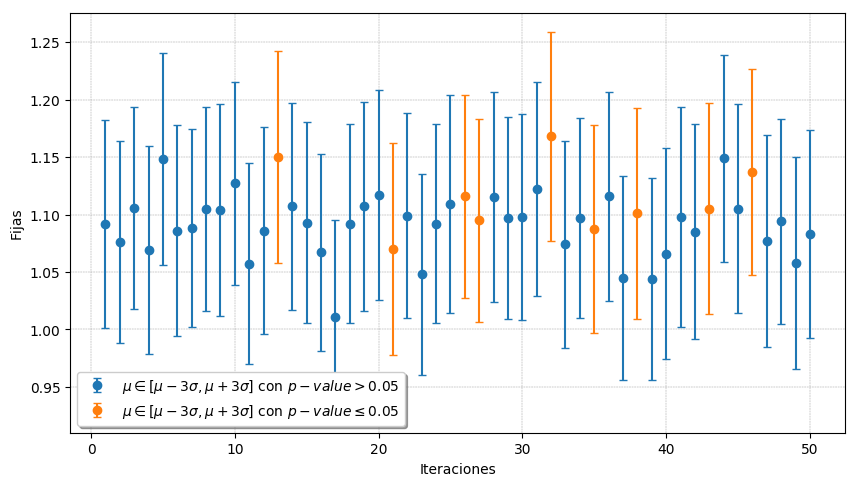 1.25
1.20
1.15
1.10
1.05
1.00
0.95
Fijas
μ ∈ [μ − 3σ, μ + 3σ] con p − value > 0.05
μ ∈ [μ − 3σ, μ + 3σ] con p − value ≤ 0.05
0 10 20 30 40 50
Iteraciones